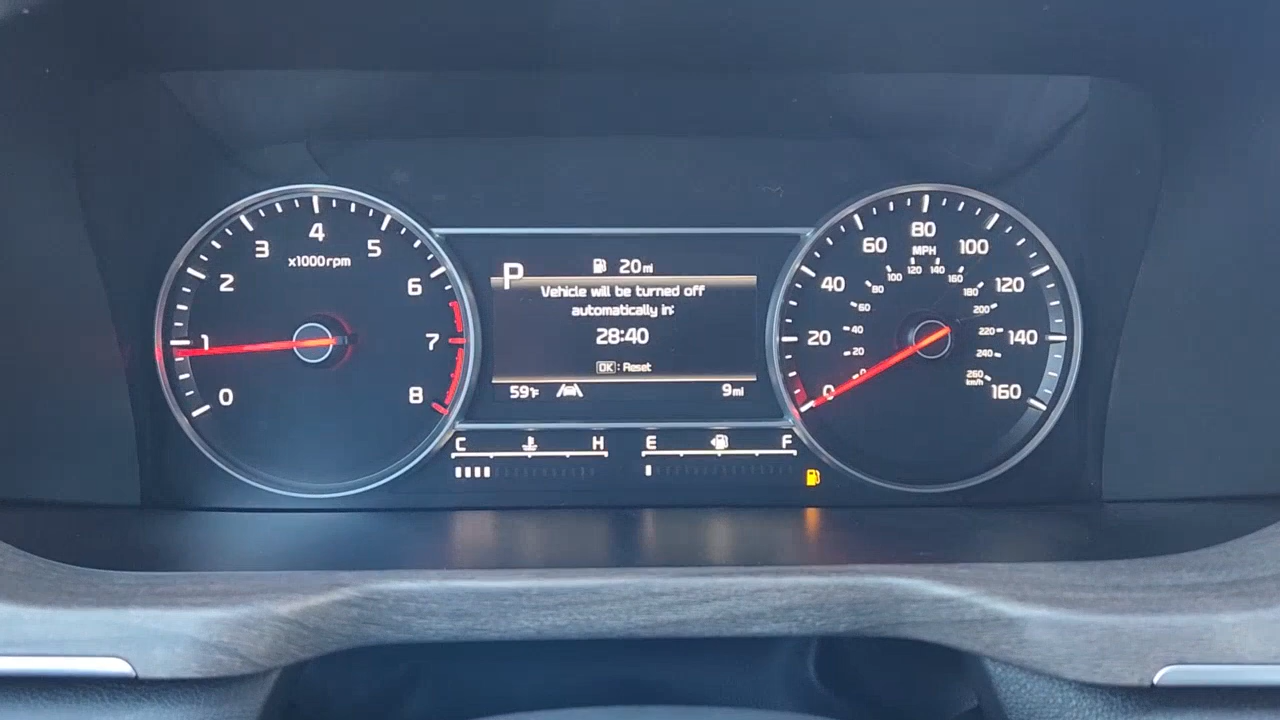 0
1
2
3
4
5
6
7
8
x1000rpm
P
20mi
Vehicle will be turned off
automatically in:
28:40
OK : Reset
59°F
9mi
C H
E F
0
20
40
60
80
100
120
140
160
MPH
0
20
40
60
80
100
120
140
160
180
200
220
240
260
km/h